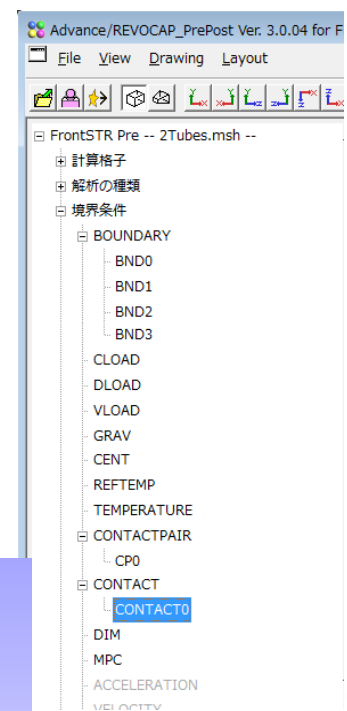 Advance/REVOCAP_PrePost Ver. 3.0.04 for F
File View Drawing Layout
FrontSTR Pre -- 2Tubes.msh --
計算格子
解析の種類
境界条件
BOUNDARY
BND0
BND1
BND2
BND3
CLOAD
DLOAD
VLOAD
GRAV
CENT
REFTEMP
TEMPERATURE
CONTACTPAIR
CP0
CONTACT
CONTACT0
DIM
MPC
ACCELERATION
VELOCITY